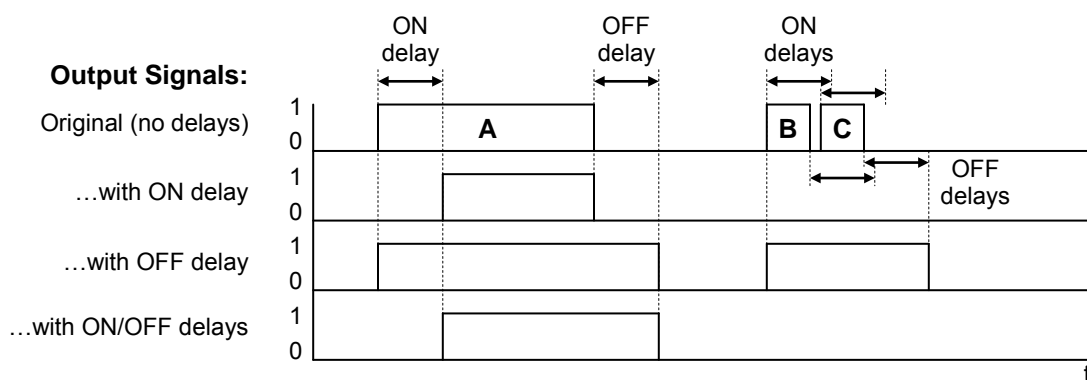 ON
delay
OFF
delay
ON
delays
Output Signals:
Original (no delays)
1
0
A
B
C
OFF
delays
…with ON delay
1
0
…with OFF delay
1
0
…with ON/OFF delays
1
0
t